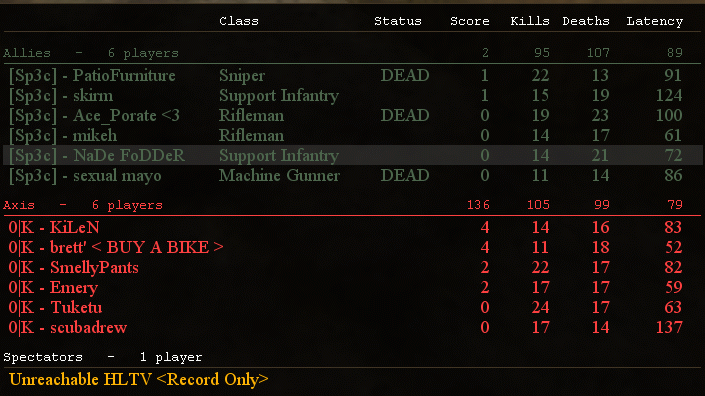 Class Status Score Kills Deaths Latency
Allies - 6 players 2 95 107 89
[Sp3c] - PatioFurniture Sniper DEAD 1 22 13 91
[Sp3c] - skirm Support Infantry 1 15 19 124
[Sp3c] - Ace_Porate <3 Rifleman DEAD 0 19 23 100
[Sp3c] - mikeh Rifleman 0 14 17 61
[Sp3c] - NaDe FoDDeR Support Infantry 0 14 21 72
[Sp3c] - sexual mayo Machine Gunner DEAD 0 11 14 86
Axis - 6 players 136 105 99 79
0|K - KiLeN 4 14 16 83
0|K - brett' < BUY A BIKE > 4 11 18 52
0|K - SmellyPants 2 22 17 82
0|K - Emery 2 17 17 59
0|K - Tuketu 0 24 17 63
0|K - scubadrew 0 17 14 137
Spectators - 1 player
Unreachable HLTV <Record Only>